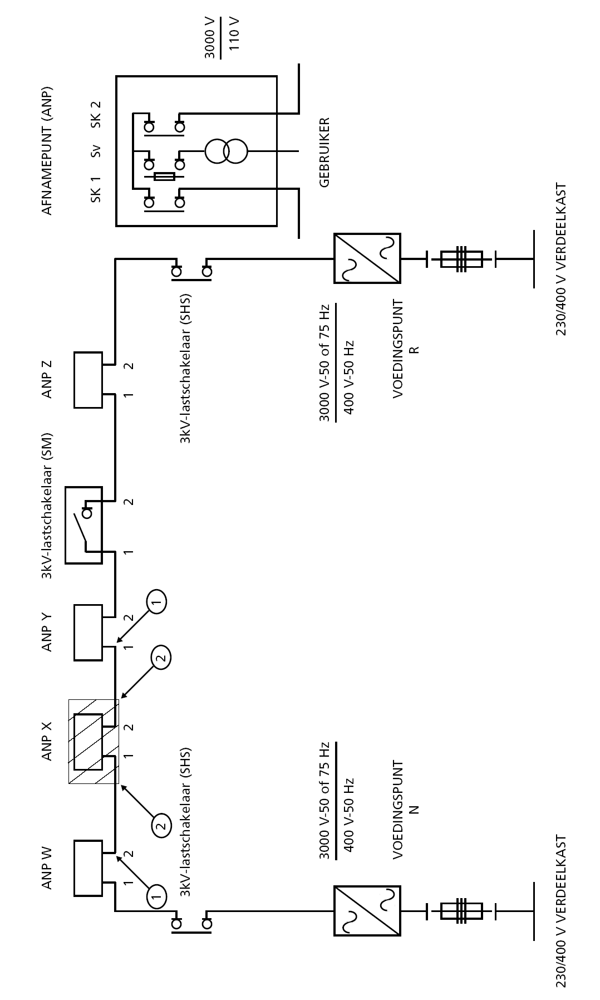 ANP W
ANP X
ANP Y
3kV-lastschakelaar (SM)
ANP Z
AFNAMEPUNT (ANP)
SK 1 Sv SK 2
3000 V
110 V
1 2
1 2
1 2
1 2
1 2
1
2
2
1
3kV-lastschakelaar (SHS)
3kV-lastschakelaar (SHS)
GEBRUIKER
3000 V-50 of 75 Hz
400 V-50 Hz
3000 V-50 of 75 Hz
400 V-50 Hz
VOEDINGSPUNT
N
VOEDINGSPUNT
R
230/400 V VERDEELKAST
230/400 V VERDEELKAST